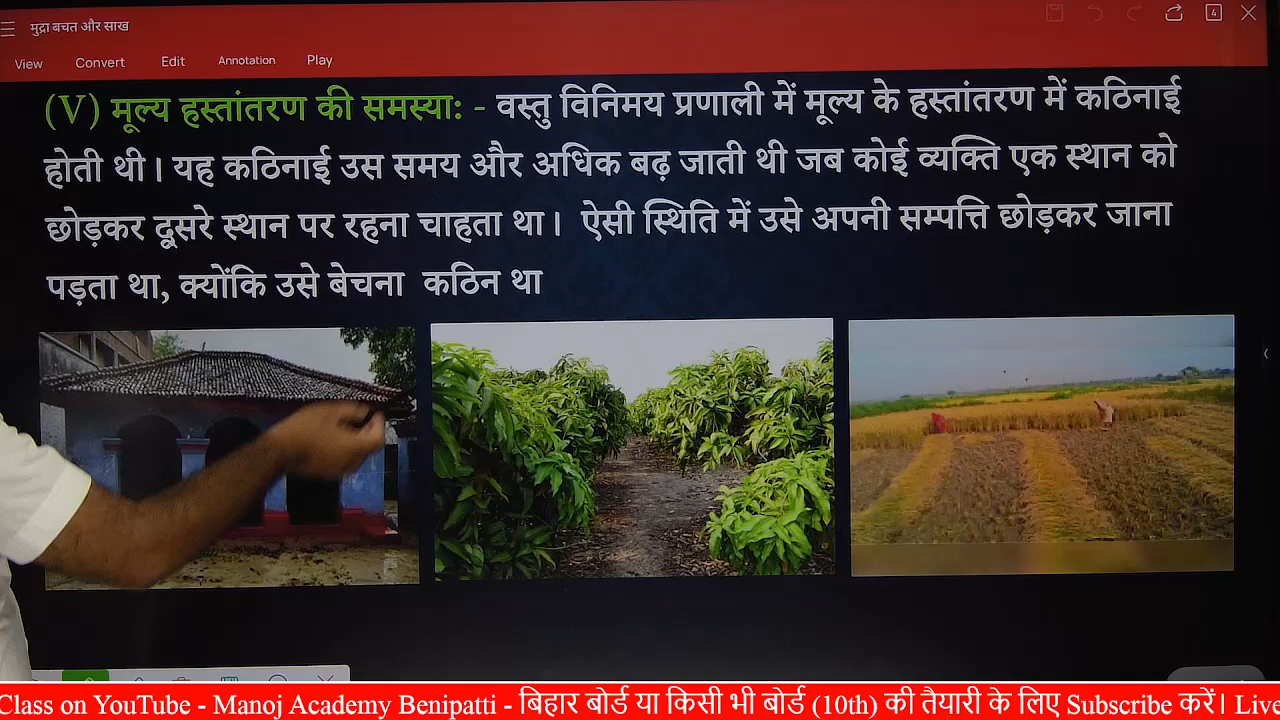 मुद्रा बचत और साख
4
View Convert Edit Annotation Play
(V) मूल्य हस्तांतरण की समस्या: - वस्तु विनिमय प्रणाली में मूल्य के हस्तांतरण में कठिनाई
होती थी। यह कठिनाई उस समय और अधिक बढ़ जाती थी जब कोई व्यक्ति एक स्थान को
छोड़कर दूसरे स्थान पर रहना चाहता था। ऐसी स्थिति में उसे अपनी सम्पत्ति छोड़कर जाना
पड़ता था, क्योंकि उसे बेचना कठिन था
Class on YouTube - Manoj Academy Benipatti - बिहार बोर्ड या किसी भी बोर्ड (10th) की तैयारी के लिए Subscribe करें। Live